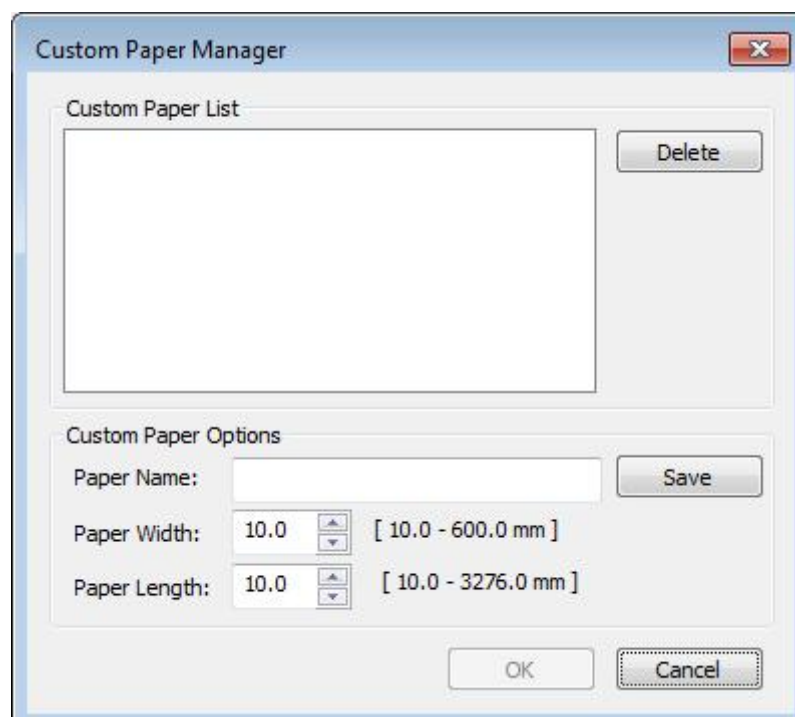 Custom Paper Manager
Custom Paper List
Delete
Custom Paper Options
Paper Name:
Save
Paper Width: 10.0 [ 10.0 - 600.0 mm ]
Paper Length: 10.0 [ 10.0 - 3276.0 mm ]
OK Cancel